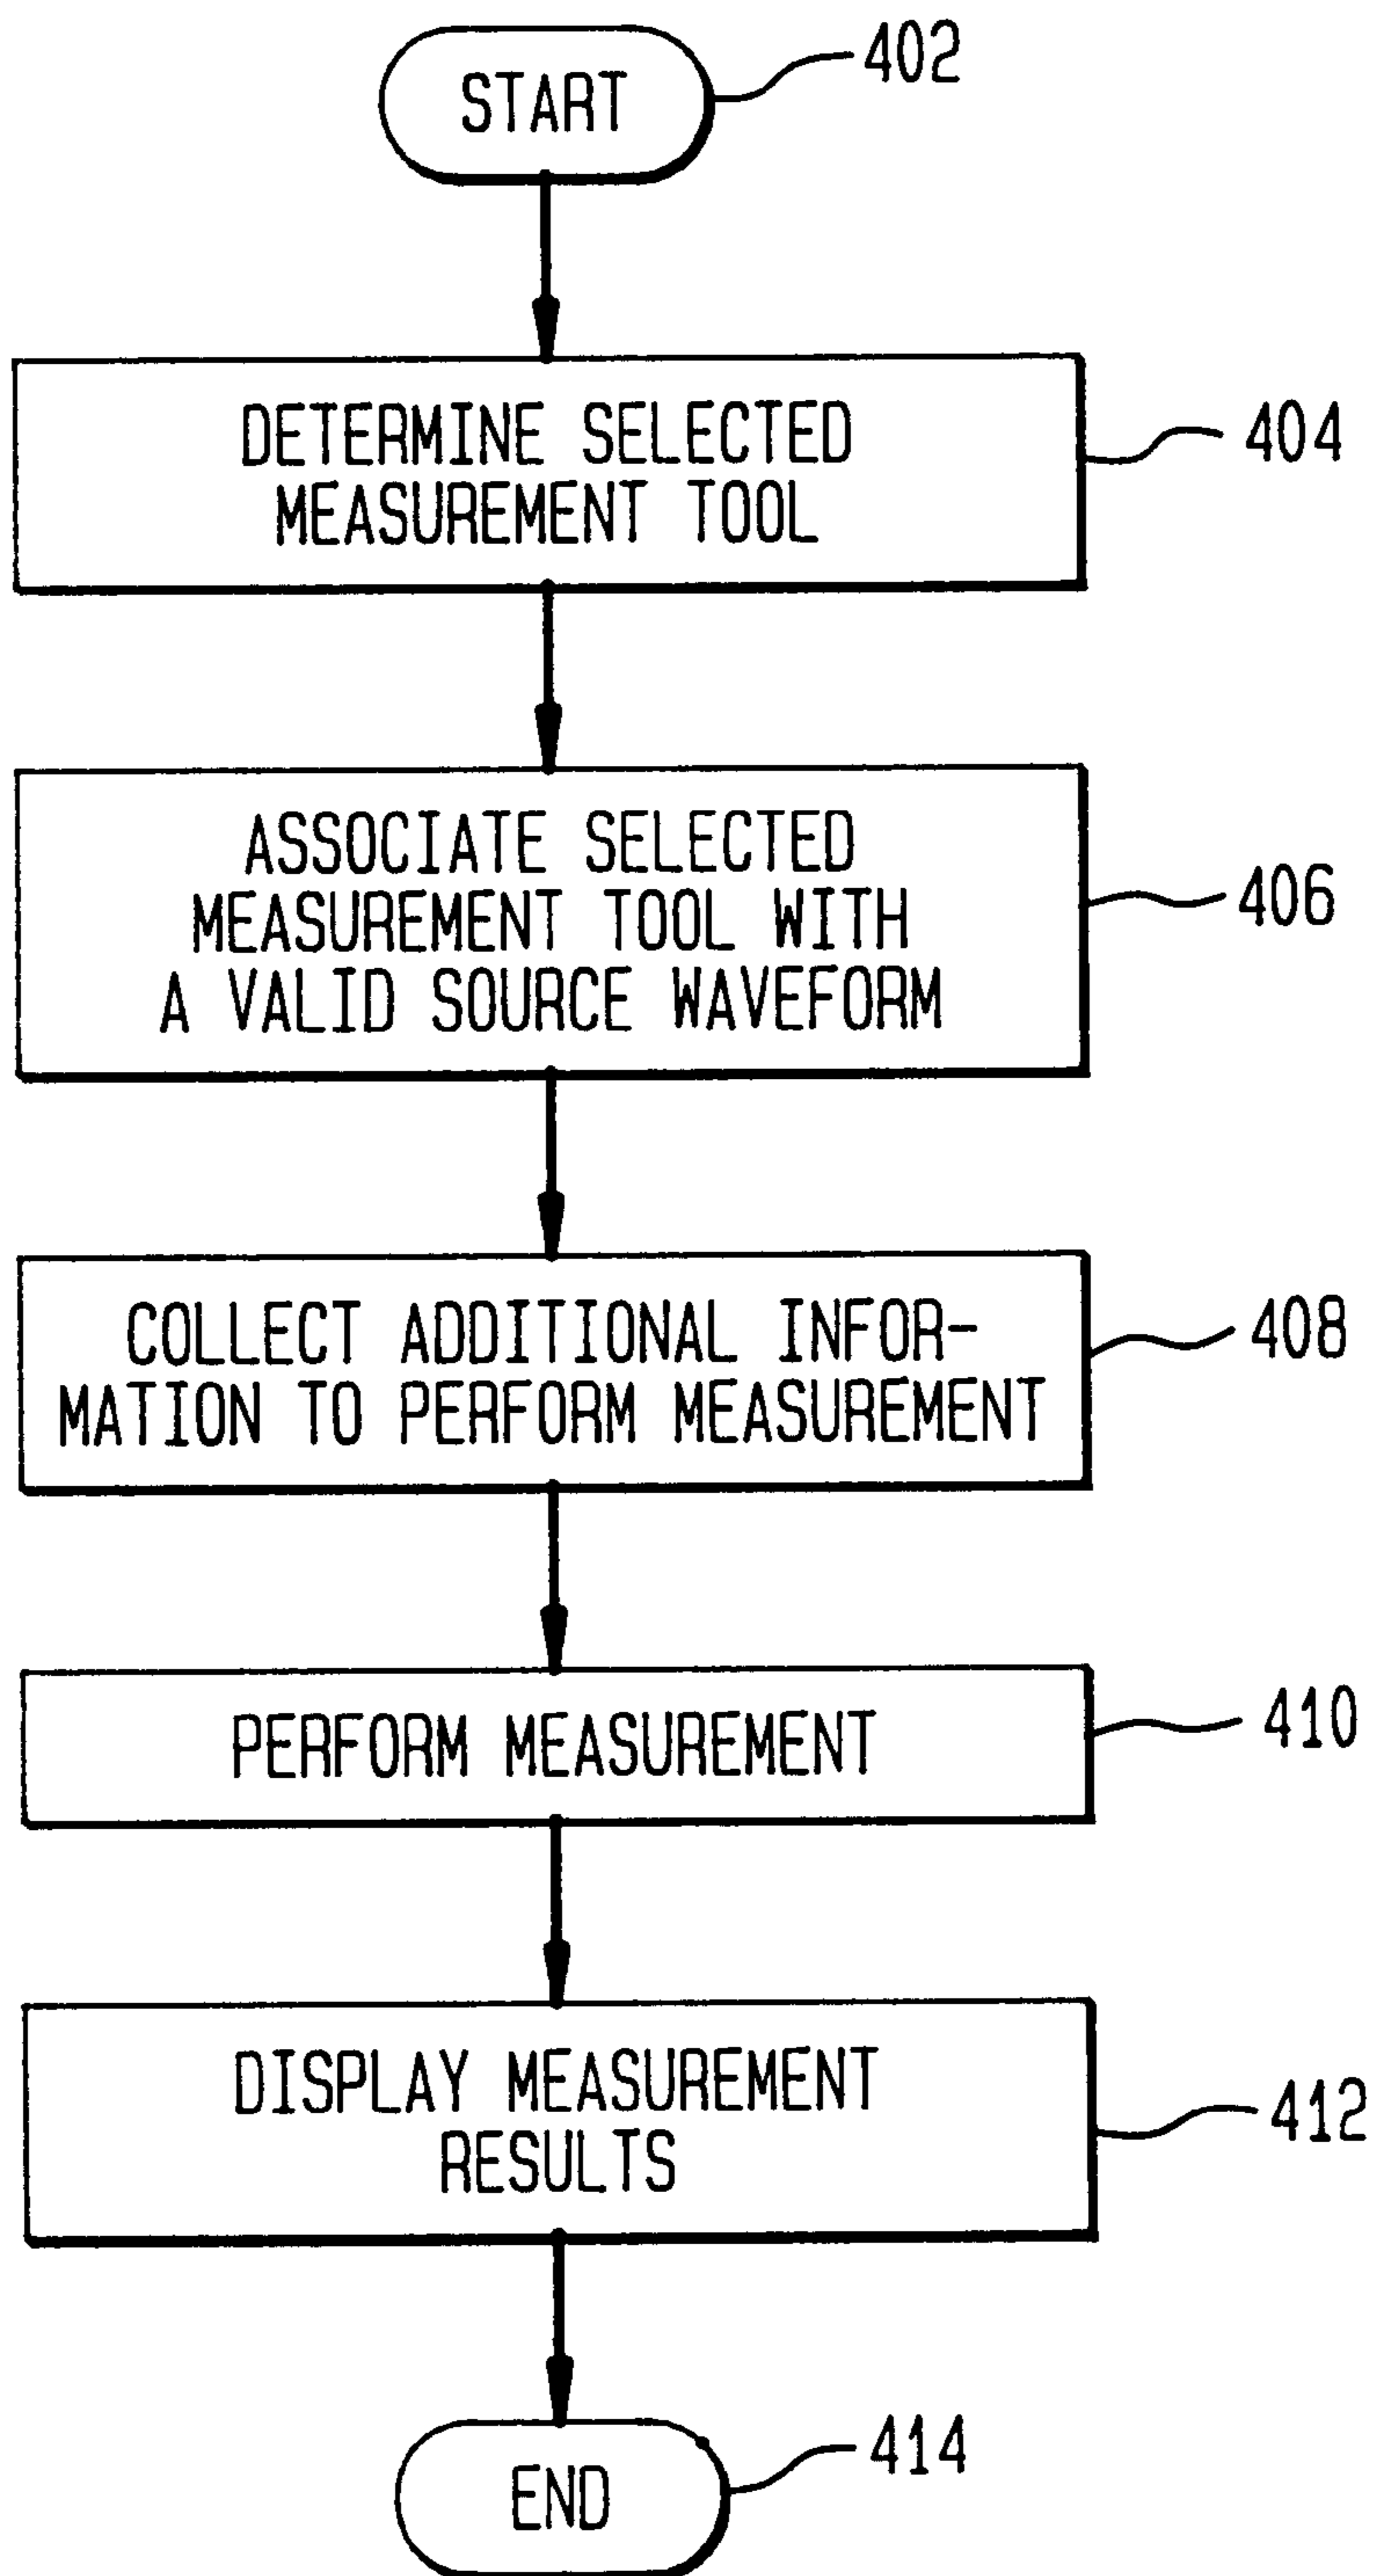 START
402
DETERMINE SELECTED
MEASUREMENT TOOL
404
ASSOCIATE SELECTED
MEASUREMENT TOOL WITH
A VALID SOURCE WAVEFORM
406
COLLECT ADDITIONAL INFOR-
MATION TO PERFORM MEASUREMENT
408
PERFORM MEASUREMENT
410
DISPLAY MEASUREMENT
RESULTS
412
END
414